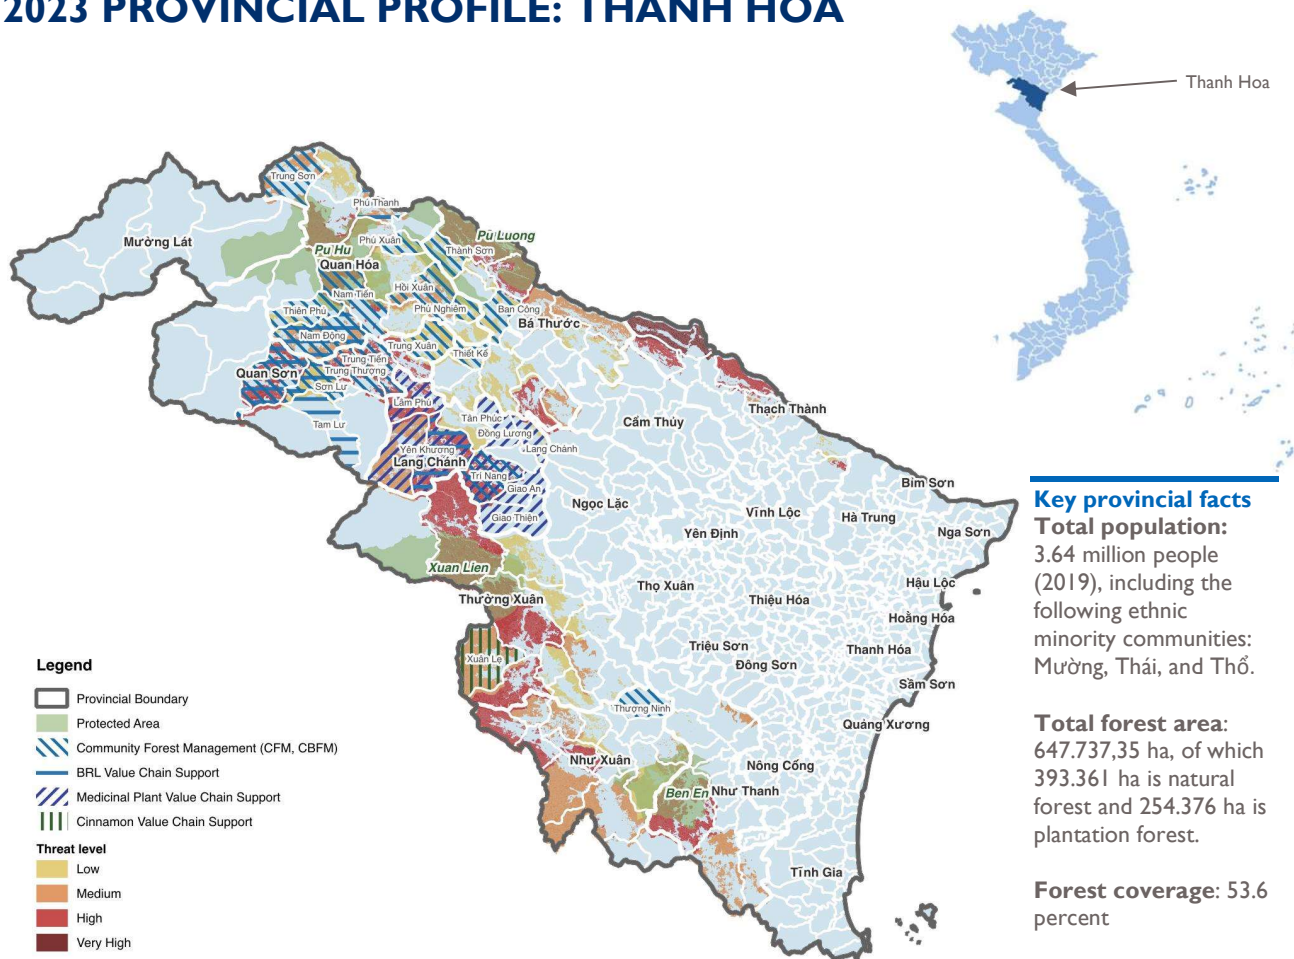 2023 PROVINCIAL PROFILE: THANH HOA
Thanh Hoa
Trung Sơn
Phú Thanh
Mường Lát
Pu Hu
Phú Xuân
Pù Luong
Thành Sơn
Quan Hóa
Nam Tiến
Hồi Xuân
Thiên Phủ
Phú Nghiêm
Ban Công
Bá Thước
Nam Động
Trung Xuân
Thiết Kế
Trung Tiến
Trung Thượng
Quan Sơn
Sơn Lư
Lâm Phú
Tam Lư
Tân Phúc
Đồng Lương
Lang Chánh
Cẩm Thủy
Thạch Thành
Yên Khương
Lang Chánh
Trí Nang
Giao An
Giao Thiện
Ngọc Lặc
Bỉm Sơn
Vĩnh Lộc
Hà Trung
Nga Sơn
Yên Định
Xuan Lien
Thường Xuân
Thọ Xuân
Thiệu Hóa
Hậu Lộc
Hoằng Hóa
Xuân Lẹ
Triệu Sơn
Đông Sơn
Thanh Hóa
Sầm Sơn
Thượng Ninh
Quảng Xương
Như Xuân
Nông Cống
Ben En
Như Thanh
Tĩnh Gia
Legend
Provincial Boundary
Protected Area
Community Forest Management (CFM, CBFM)
BRL Value Chain Support
Medicinal Plant Value Chain Support
Cinnamon Value Chain Support
Threat level
Low
Medium
High
Very High
Key provincial facts
Total population:
3.64 million people
(2019), including the
following ethnic
minority communities:
Mường, Thái, and Thổ.
Total forest area:
647.737,35 ha, of which
393.361 ha is natural
forest and 254.376 ha is
plantation forest.
Forest coverage: 53.6
percent